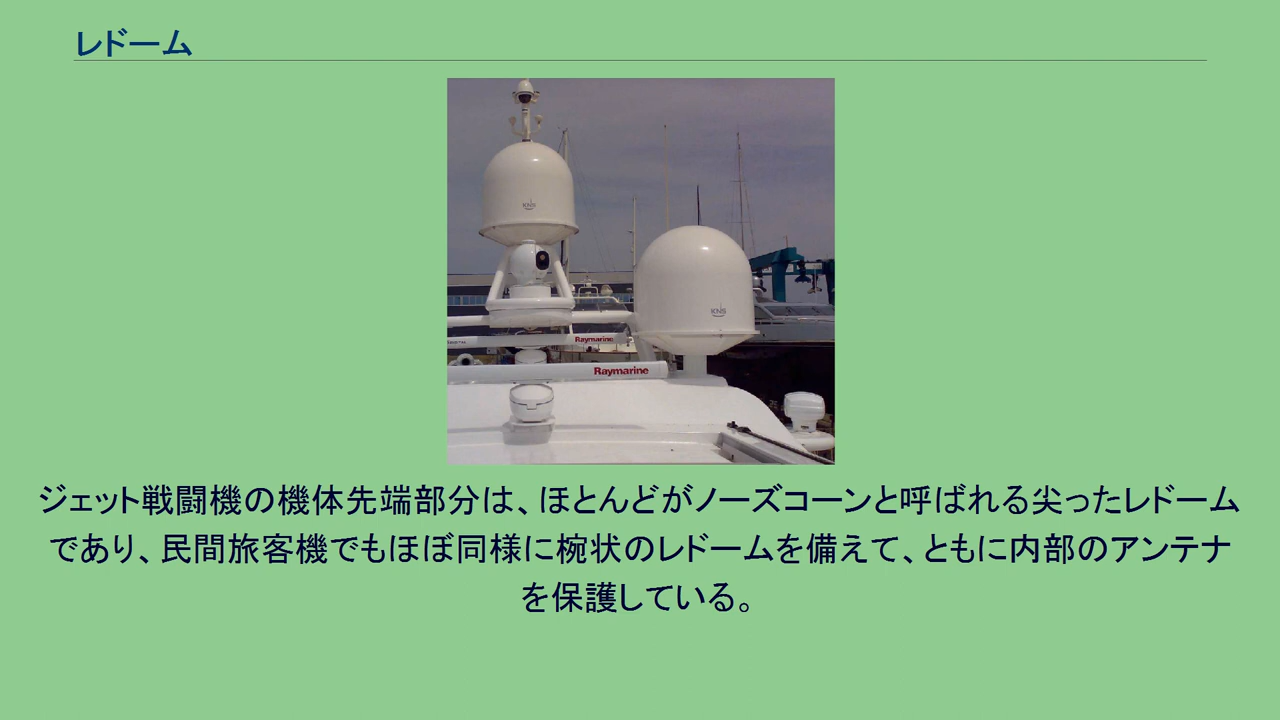 レドーム
KNS
KNS
Raymarine
Raymarine
ジェット戦闘機の機体先端部分は、ほとんどがノーズコーンと呼ばれる尖ったレドーム
であり、民間旅客機でもほぼ同様に椀状のレドームを備えて、ともに内部のアンテナ
を保護している。